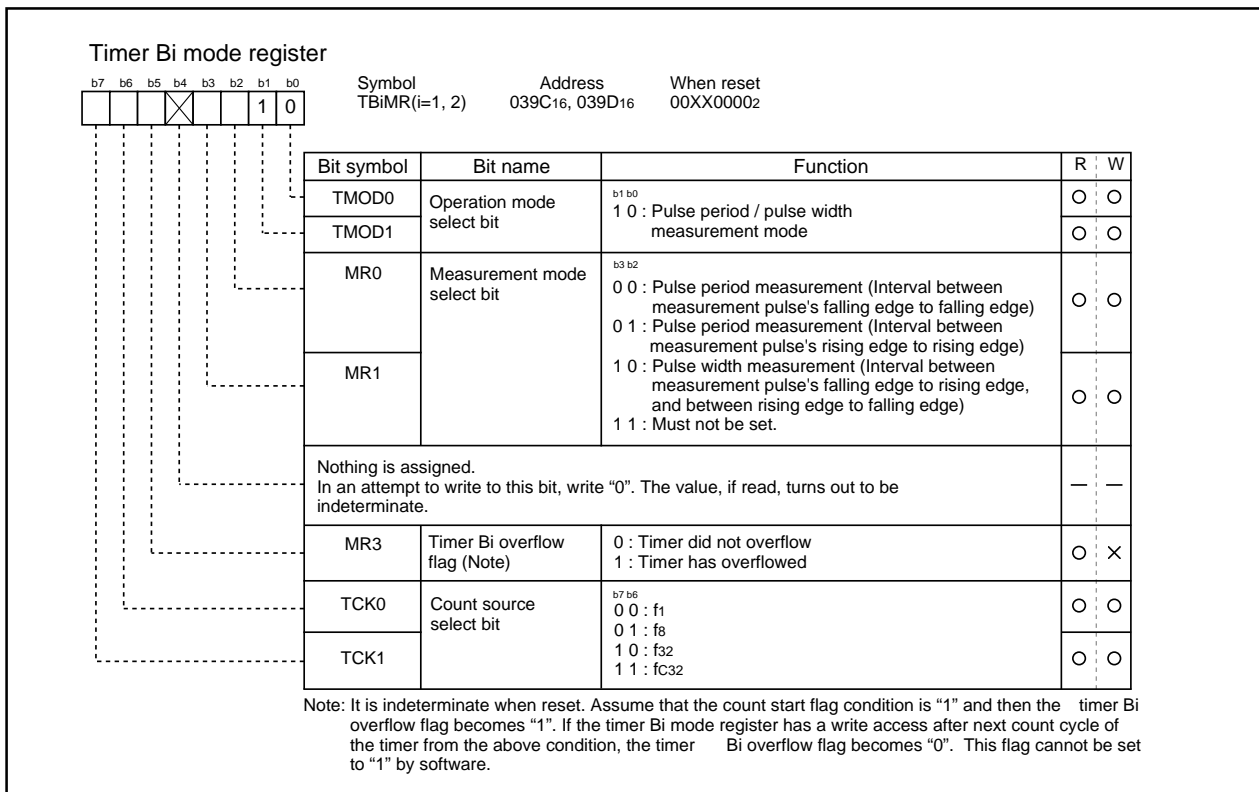 Timer Bi mode register
b7 b6 b5 b4 b3 b2 b1 b0
1 0
Symbol Address When reset
TBiMR(i=1, 2) 039C16, 039D16 00XX00002
Bit symbol Bit name Function R W
TMOD0 Operation mode select bit
TMOD1
b1 b0
1 0 : Pulse period / pulse width
measurement mode
MR0 Measurement mode select bit
MR1
b3 b2
0 0 : Pulse period measurement (Interval between
measurement pulse's falling edge to falling edge)
0 1 : Pulse period measurement (Interval between
measurement pulse's rising edge to rising edge)
1 0 : Pulse width measurement (Interval between
measurement pulse's falling edge to rising edge,
and between rising edge to falling edge)
1 1 : Must not be set.
Nothing is assigned.
In an attempt to write to this bit, write “0”. The value, if read, turns out to be
indeterminate.
MR3 Timer Bi overflow flag (Note)
0 : Timer did not overflow
1 : Timer has overflowed
TCK0 Count source select bit
TCK1
b7 b6
0 0 : f1
0 1 : f8
1 0 : f32
1 1 : fC32
Note: It is indeterminate when reset. Assume that the count start flag condition is “1” and then the timer Bi
overflow flag becomes “1”. If the timer Bi mode register has a write access after next count cycle of
the timer from the above condition, the timer Bi overflow flag becomes “0”. This flag cannot be set
to “1” by software.